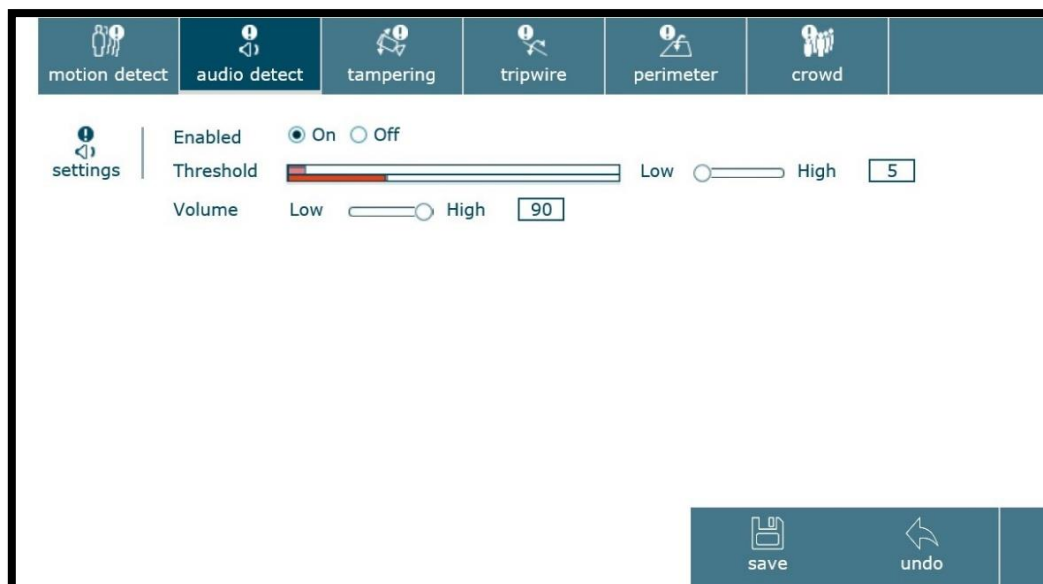 motion detect audio detect tampering tripwire perimeter crowd
settings
Enabled On Off
Threshold Low High 5
Volume Low High 90
save undo